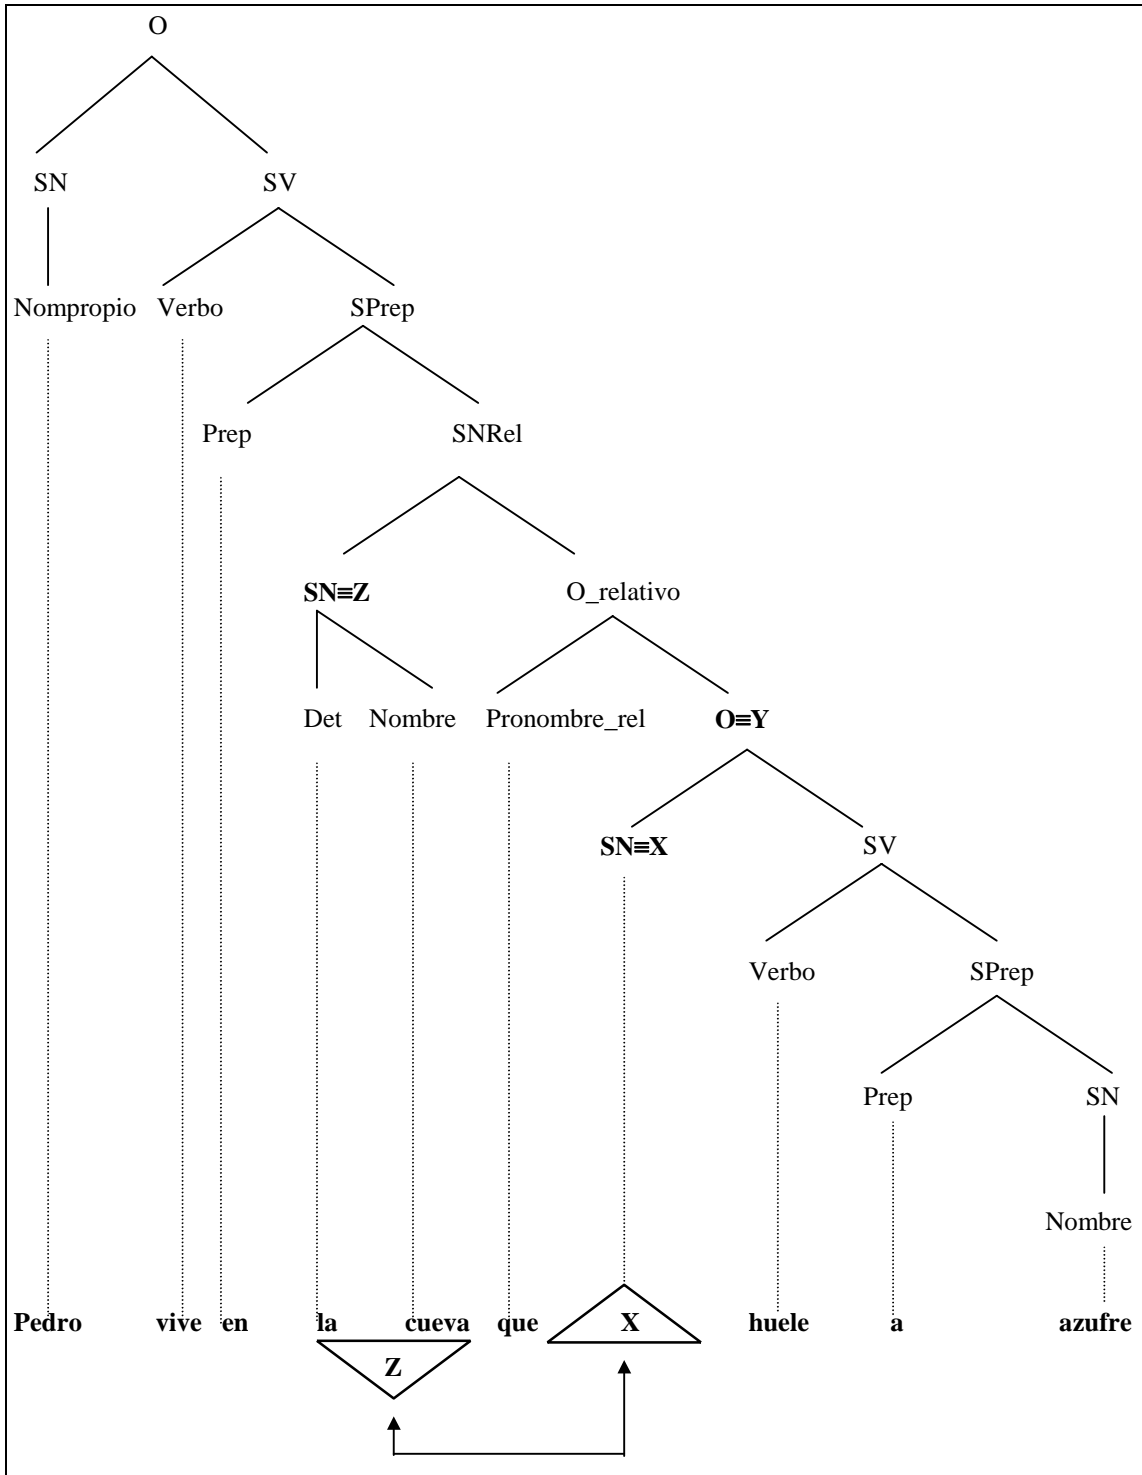 O
SN SV
Nompropio Verbo SPrep
Prep SNRel
SN≡Z O_relativo
Det Nombre Pronombre_rel O≡Y
SN≡X SV
Verbo SPrep
Prep SN
Nombre
Pedro vive en la cueva que X huele a azufre
Z